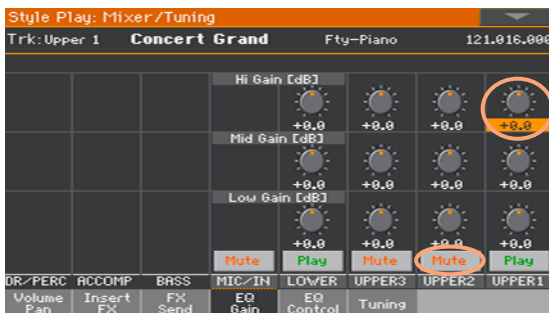 Style Play: Mixer/Tuning
Trk: Upper 1 Concert Grand Fty-Piano 121.016.000
Hi Gain [dB]
+0.0 +0.0 +0.0 +0.0
Mid Gain [dB]
+0.0 +0.0 +0.0 +0.0
Low Gain [dB]
+0.0 +0.0 +0.0 +0.0
Mute Play Mute Mute Play
DR/PERC ACCOMP BASS MIC/IN LOWER UPPER3 UPPER2 UPPER1
Volume Pan Insert FX FX Send EQ Gain EQ Control Tuning